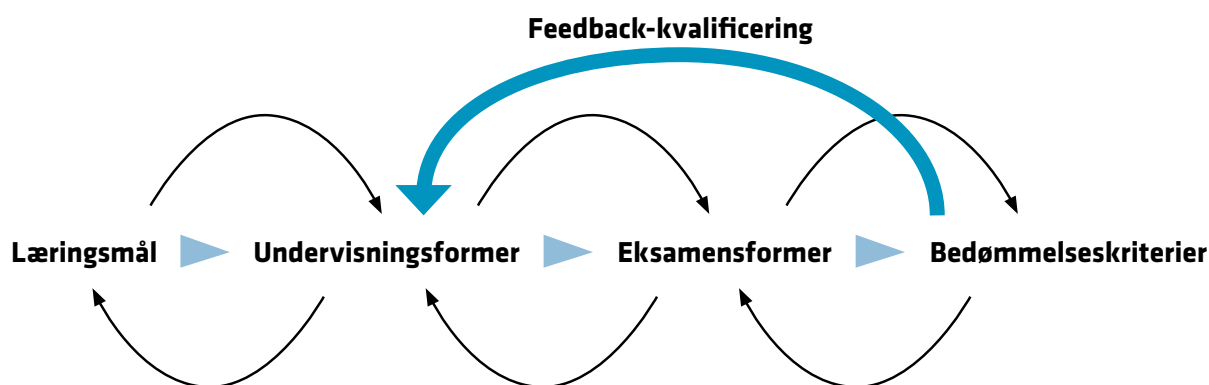 Feedback-kvalificering
Læringsmål Undervisningsformer Eksamensformer Bedømmelseskriterier